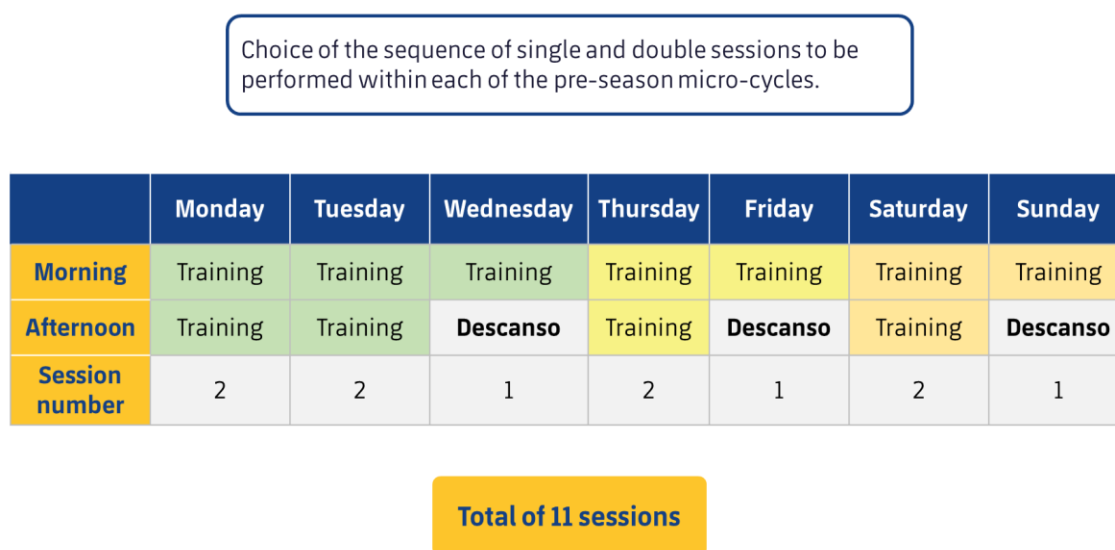 Choice of the sequence of single and double sessions to be
performed within each of the pre-season micro-cycles.
Monday Tuesday Wednesday Thursday Friday Saturday Sunday
Morning Training Training Training Training Training Training Training
Afternoon Training Training Descanso Training Descanso Training Descanso
Session
number 2 2 1 2 1 2 1
Total of 11 sessions